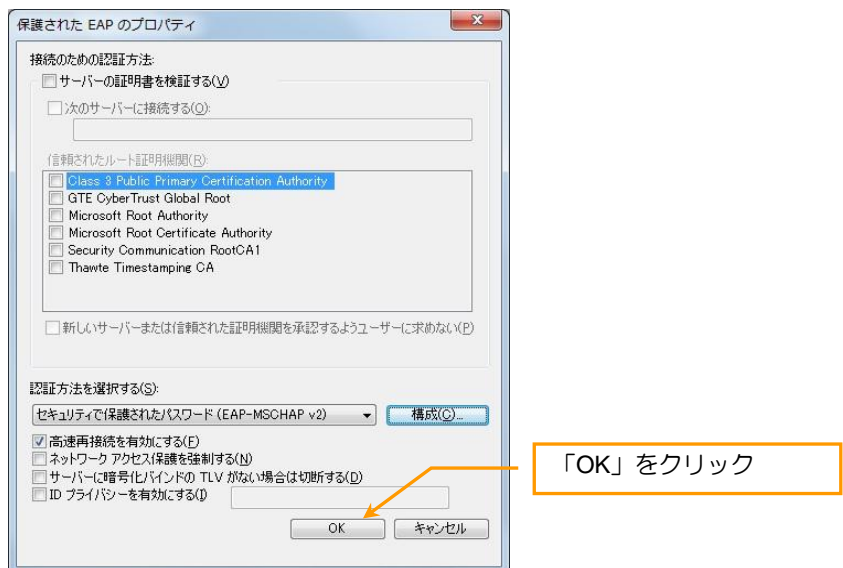 保護された EAP のプロパティ
接続のための認証方法:
サーバーの証明書を検証する(V)
次のサーバーに接続する(O):
信頼されたルート証明機関(R):
Class 3 Public Primary Certification Authority
GTE CyberTrust Global Root
Microsoft Root Authority
Microsoft Root Certificate Authority
Security Communication RootCA1
Thawte Timestamping CA
新しいサーバーまたは信頼された証明機関を承認するようユーザーに求めない(P)
認証方法を選択する(S):
セキュリティで保護されたパスワード (EAP-MSCHAP v2) 構成(C)...
高速再接続を有効にする(F)
ネットワーク アクセス保護を強制する(N)
サーバーに暗号化バインドの TLV がない場合は切断する(D)
ID プライバシーを有効にする(I)
「OK」をクリック
OK キャンセル